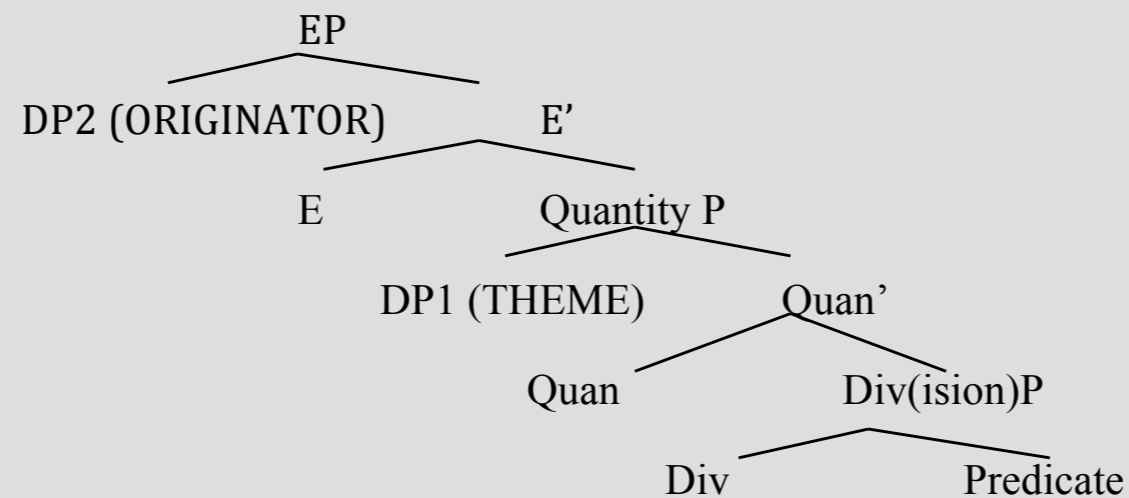 EP
DP2 (ORIGINATOR) E’
E Quantity P
DP1 (THEME) Quan’
Quan Div(ision)P
Div Predicate